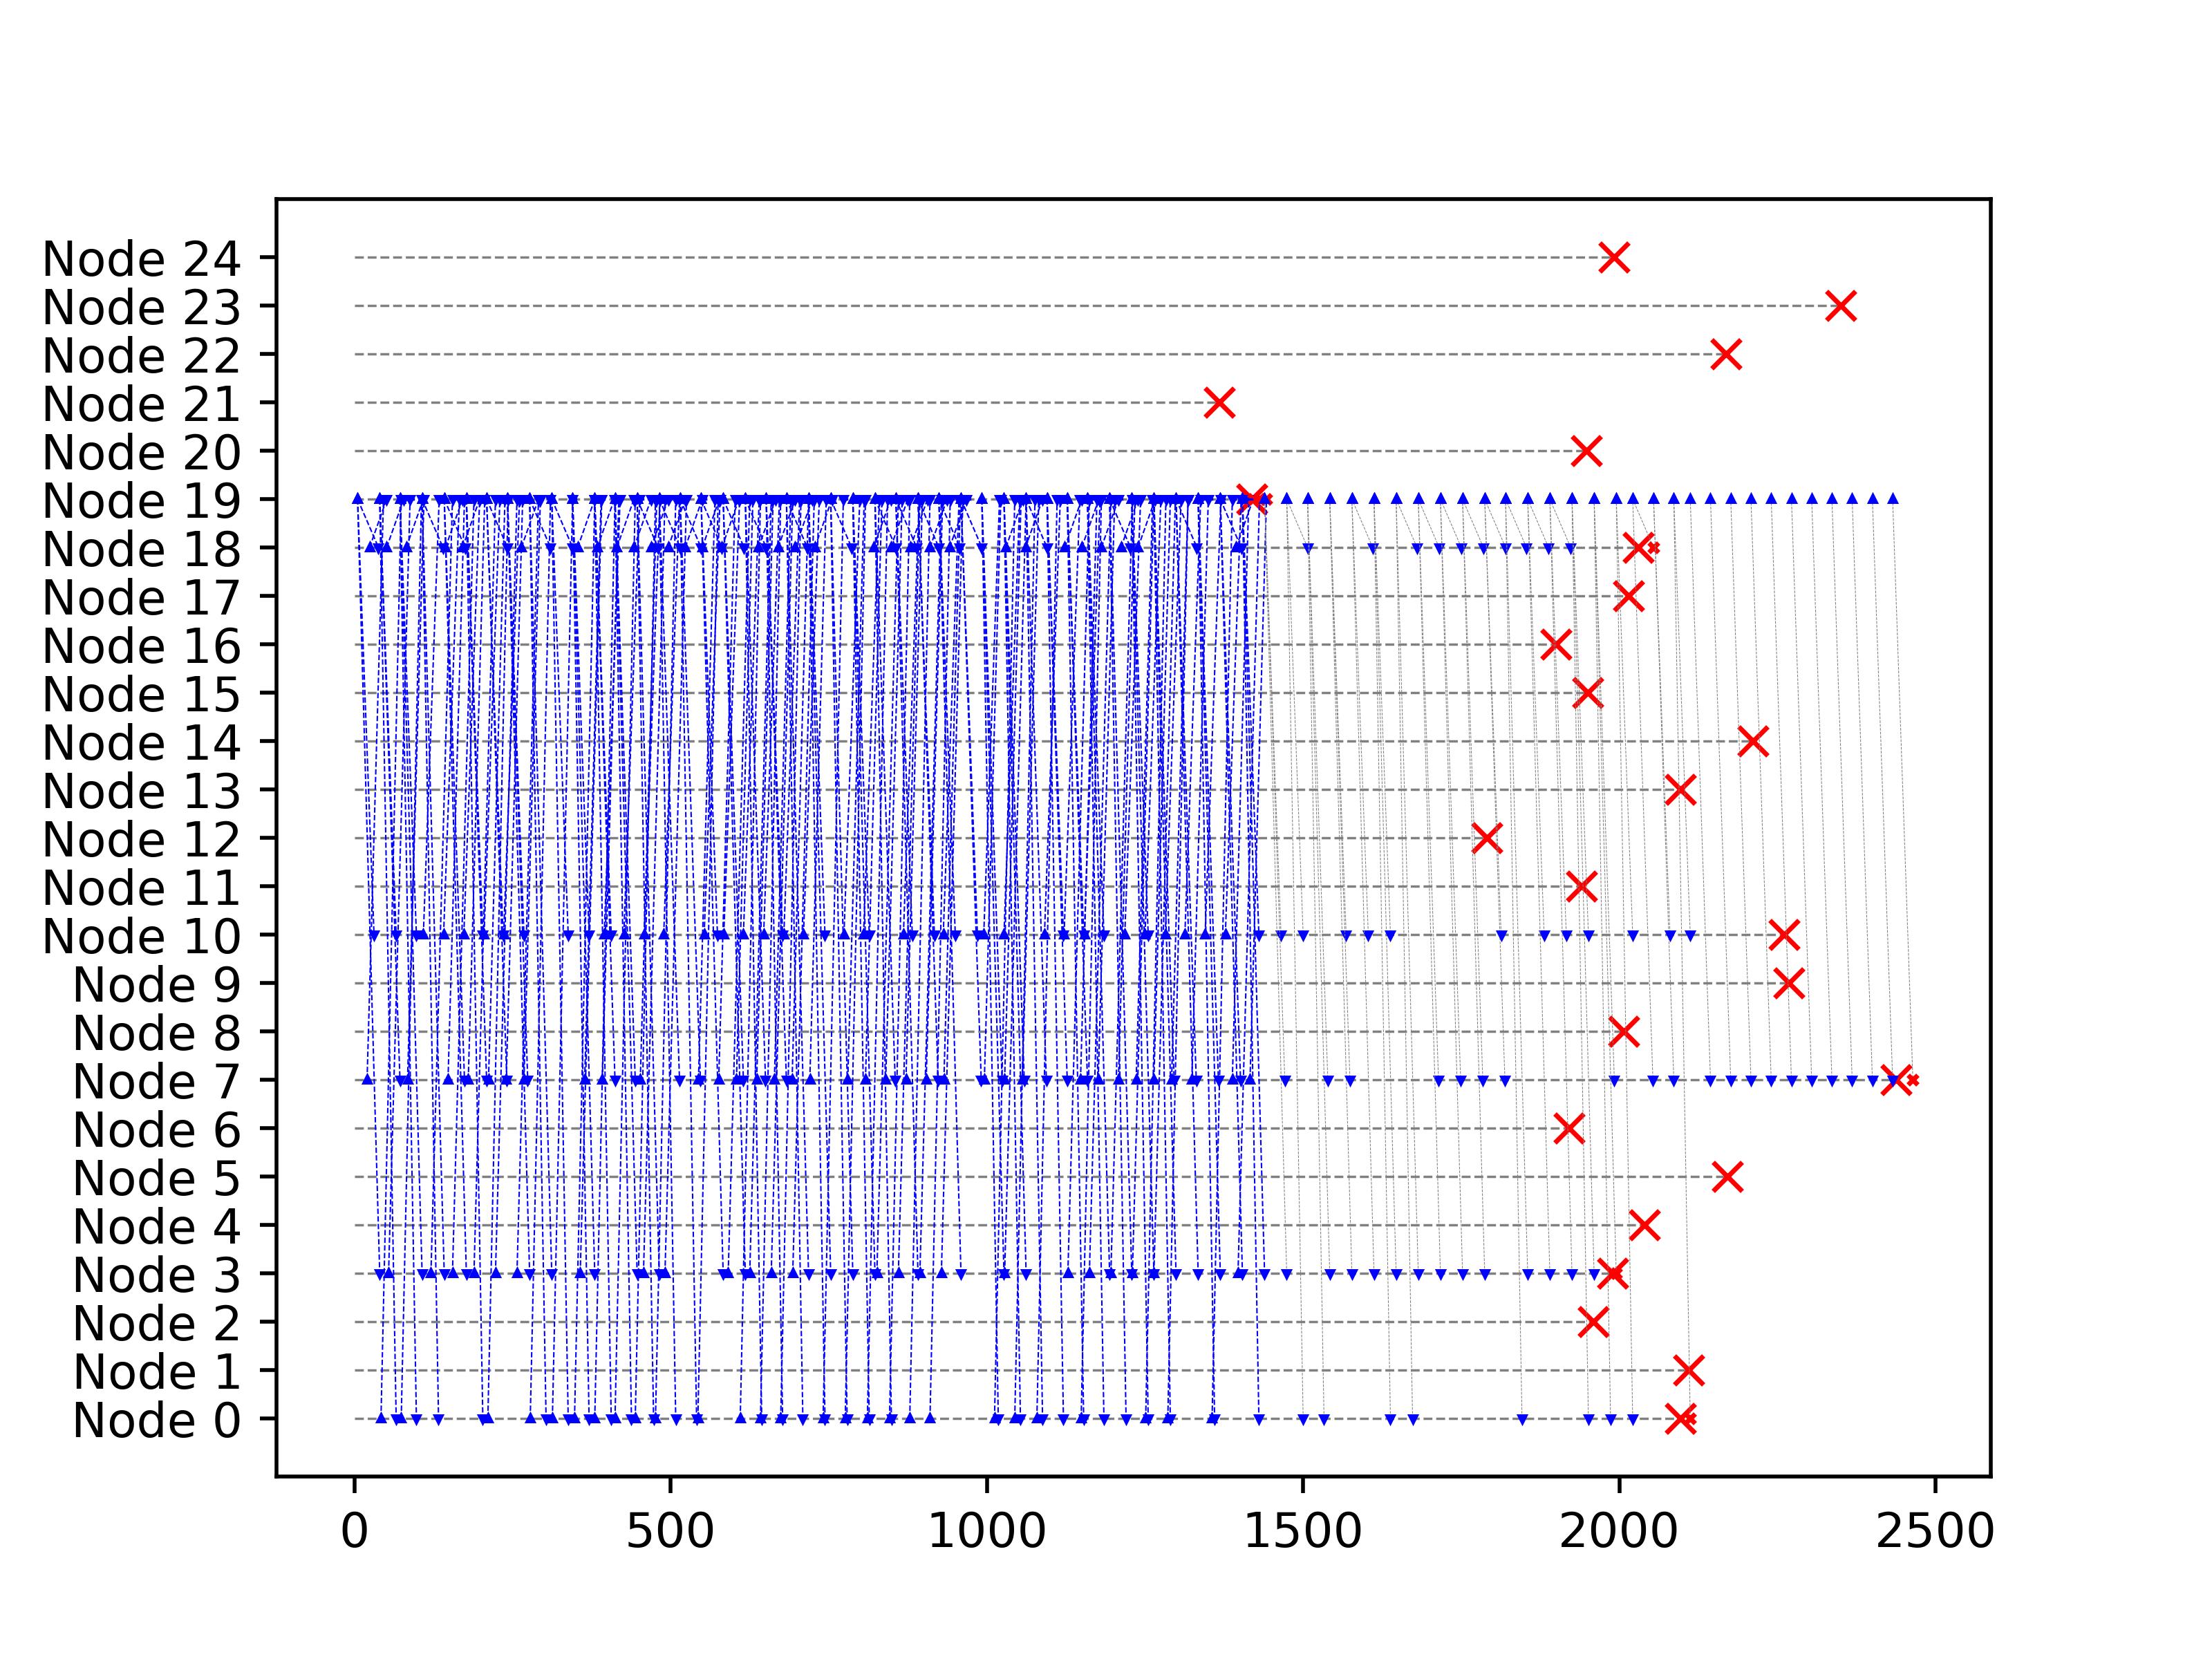 Node 24
Node 23
Node 22
Node 21
Node 20
Node 19
Node 18
Node 17
Node 16
Node 15
Node 14
Node 13
Node 12
Node 11
Node 10
Node 9
Node 8
Node 7
Node 6
Node 5
Node 4
Node 3
Node 2
Node 1
Node 0
0 500 1000 1500 2000 2500